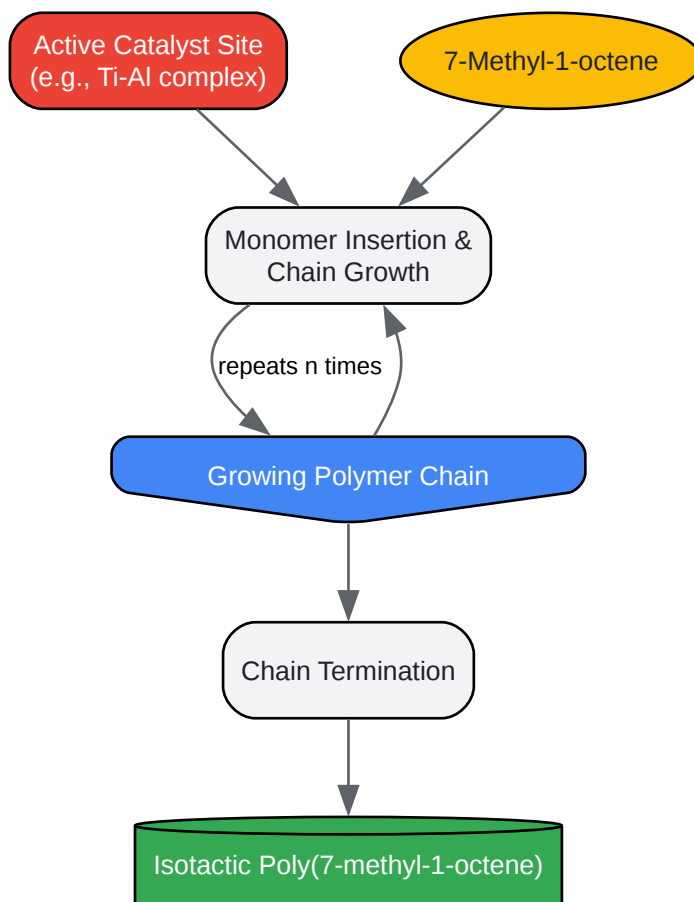 Active Catalyst Site
(e.g., Ti-Al complex)
7-Methyl-1-octene
Monomer Insertion &
Chain Growth
repeats n times
Growing Polymer Chain
Chain Termination
Isotactic Poly(7-methyl-1-octene)